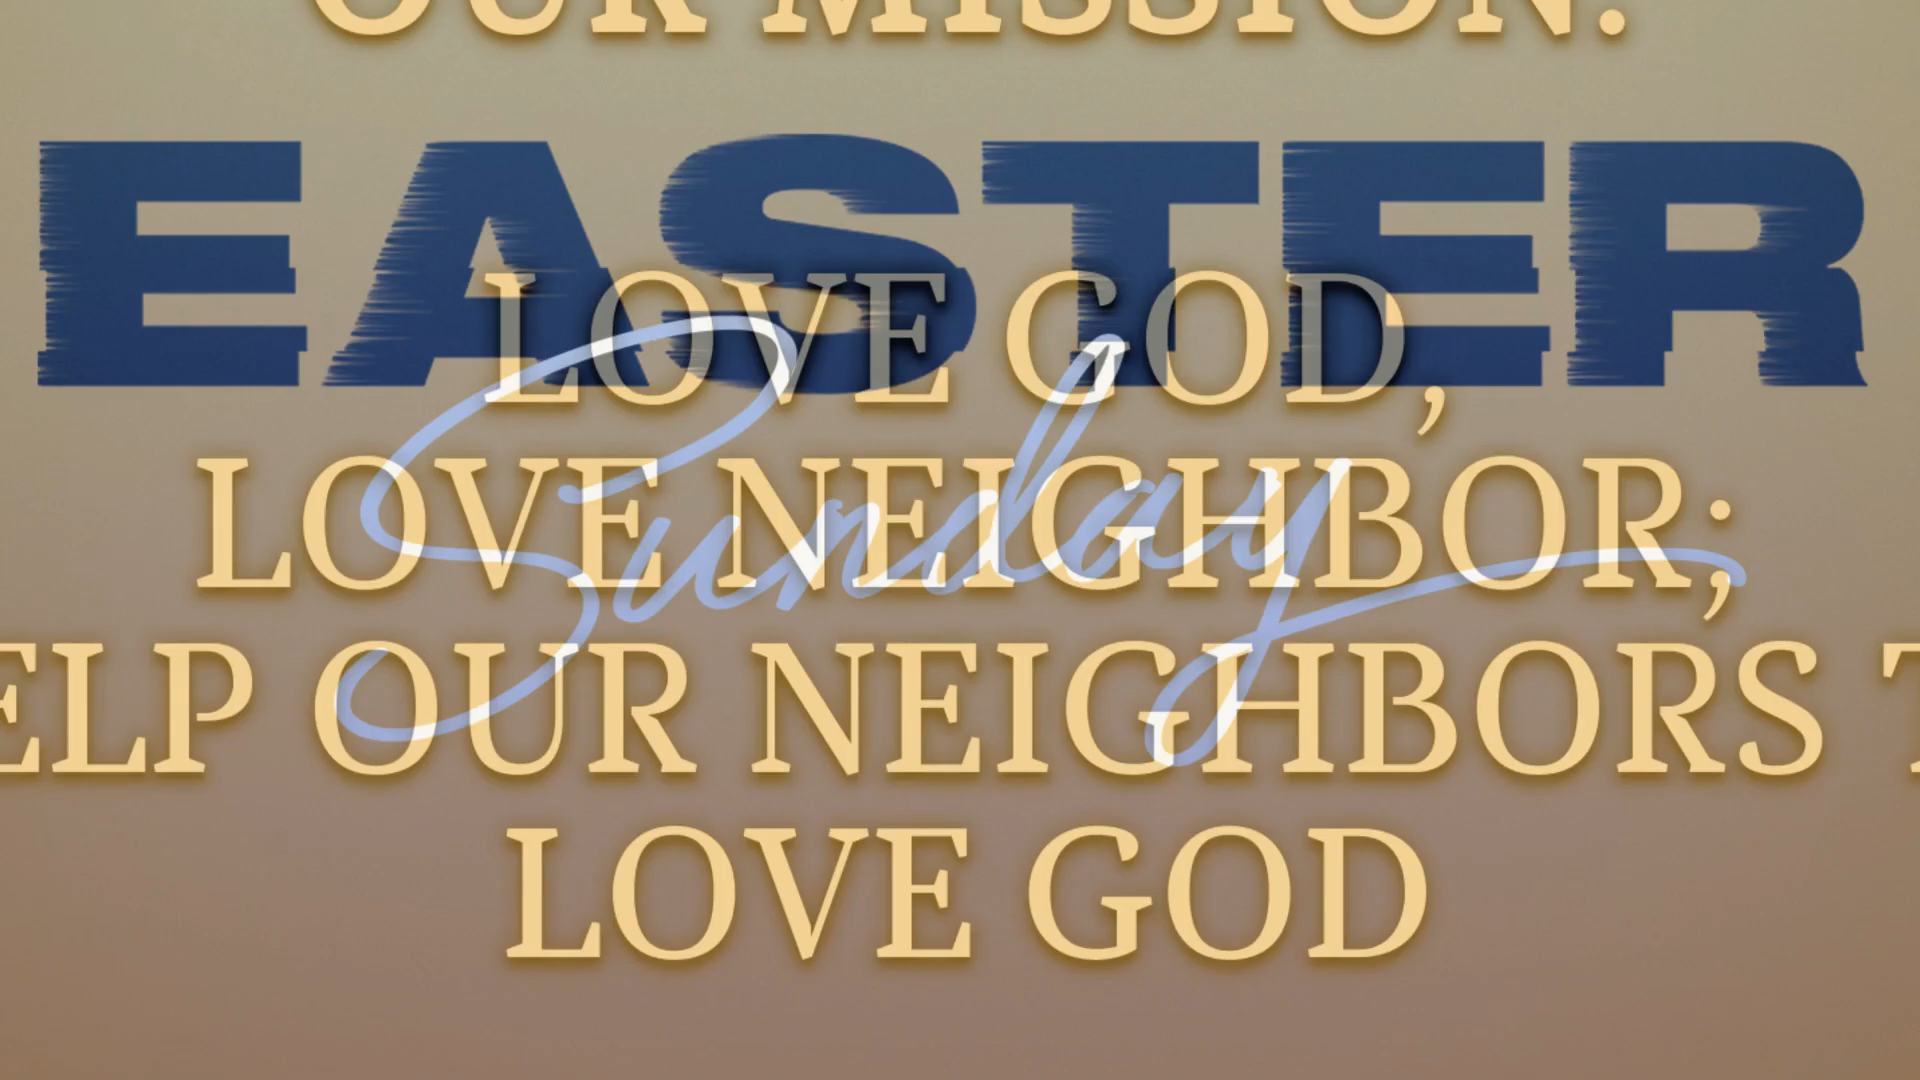 OUR MISSION:
EASTER
Sunday
LOVE GOD,
LOVE NEIGHBOR;
ELP OUR NEIGHBORS T
LOVE GOD